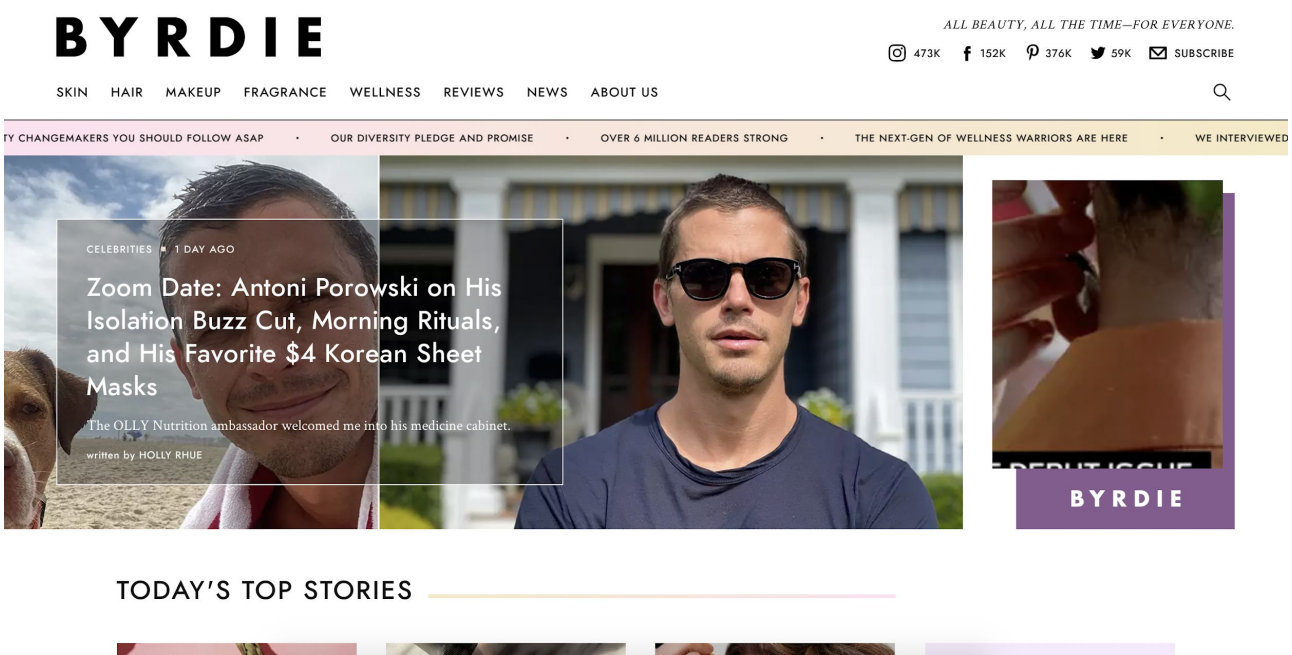 BYRDIE
ALL BEAUTY, ALL THE TIME—FOR EVERYONE.
473K 152K 376K 59K SUBSCRIBE
SKIN HAIR MAKEUP FRAGRANCE WELLNESS REVIEWS NEWS ABOUT US
TY CHANGEMAKERS YOU SHOULD FOLLOW ASAP • OUR DIVERSITY PLEDGE AND PROMISE • OVER 6 MILLION READERS STRONG • THE NEXT-GEN OF WELLNESS WARRIORS ARE HERE • WE INTERVIEWED
CELEBRITIES ■ 1 DAY AGO
Zoom Date: Antoni Porowski on His
Isolation Buzz Cut, Morning Rituals,
and His Favorite $4 Korean Sheet
Masks
The OLLY Nutrition ambassador welcomed me into his medicine cabinet.
written by HOLLY RHUE
DEBUT ISSUE
BYRDIE
TODAY'S TOP STORIES